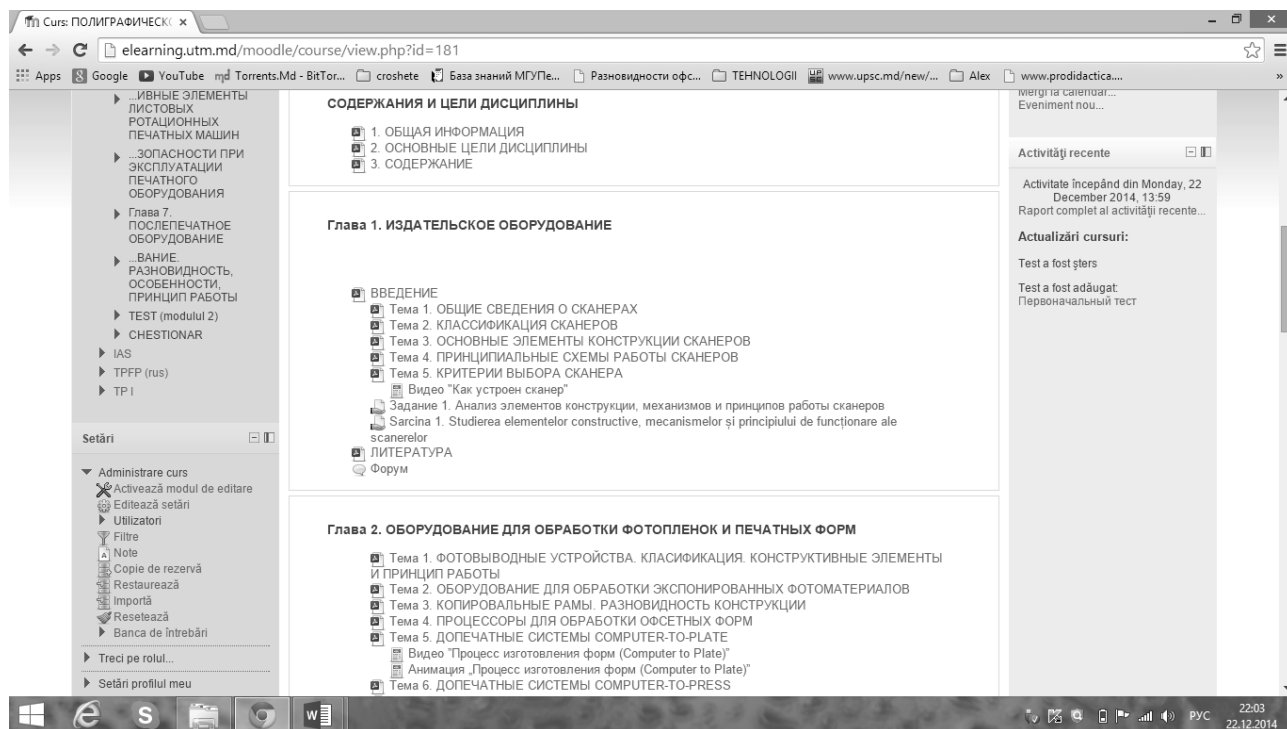 Curs: ПОЛИГРАФИЧЕСКС
elearning.utm.md/moodle/course/view.php?id=181
Apps Google YouTube Torrents.Md - BitTor... croshete База знаний МГУПе... Разновидности офс... TEHNOLOGII www.upsc.md/new/... Alex www.prodidactica.... »
...ИВНЫЕ ЭЛЕМЕНТЫ
ЛИСТОВЫХ
РОТАЦИОННЫХ
ПЕЧАТНЫХ МАШИН
...ЗОПАСНОСТИ ПРИ
ЭКСПЛУАТАЦИИ
ПЕЧАТНОГО
ОБОРУДОВАНИЯ
Глава 7.
ПОСЛЕПЕЧАТНОЕ
ОБОРУДОВАНИЕ
...ВАНИЕ.
РАЗНОВИДНОСТЬ,
ОСОБЕННОСТИ,
ПРИНЦИП РАБОТЫ
TEST (modulul 2)
CHESTIONAR
IAS
TPFP (rus)
TP I
Setări
Administrare curs
Activează modul de editare
Editează setări
Utilizatori
Filtre
Note
Copie de rezervă
Restaurează
Importă
Resetează
Banca de întrebări
Treci pe rolul...
Setări profilul meu
СОДЕРЖАНИЯ И ЦЕЛИ ДИСЦИПЛИНЫ
1. ОБЩАЯ ИНФОРМАЦИЯ
2. ОСНОВНЫЕ ЦЕЛИ ДИСЦИПЛИНЫ
3. СОДЕРЖАНИЕ
Глава 1. ИЗДАТЕЛЬСКОЕ ОБОРУДОВАНИЕ
ВВЕДЕНИЕ
Тема 1. ОБЩИЕ СВЕДЕНИЯ О СКАНЕРАХ
Тема 2. КЛАССИФИКАЦИЯ СКАНЕРОВ
Тема 3. ОСНОВНЫЕ ЭЛЕМЕНТЫ КОНСТРУКЦИИ СКАНЕРОВ
Тема 4. ПРИНЦИПИАЛЬНЫЕ СХЕМЫ РАБОТЫ СКАНЕРОВ
Тема 5. КРИТЕРИИ ВЫБОРА СКАНЕРА
Видео "Как устроен сканер"
Задание 1. Анализ элементов конструкции, механизмов и принципов работы сканеров
Sarcina 1. Studierea elementelor constructive, mecanismelor și principiului de funcționare ale
scanerelor
ЛИТЕРАТУРА
Форум
Глава 2. ОБОРУДОВАНИЕ ДЛЯ ОБРАБОТКИ ФОТОПЛЕНОК И ПЕЧАТНЫХ ФОРМ
Тема 1. ФОТОВЫВОДНЫЕ УСТРОЙСТВА. КЛАСИФИКАЦИЯ. КОНСТРУКТИВНЫЕ ЭЛЕМЕНТЫ
И ПРИНЦИП РАБОТЫ
Тема 2. ОБОРУДОВАНИЕ ДЛЯ ОБРАБОТКИ ЭКСПОНИРОВАННЫХ ФОТОМАТЕРИАЛОВ
Тема 3. КОПИРОВАЛЬНЫЕ РАМЫ. РАЗНОВИДНОСТЬ КОНСТРУКЦИИ
Тема 4. ПРОЦЕССОРЫ ДЛЯ ОБРАБОТКИ ОФСЕТНЫХ ФОРМ
Тема 5. ДОПЕЧАТНЫЕ СИСТЕМЫ COMPUTER-TO-PLATE
Видео "Процесс изготовления форм (Computer to Plate)"
Анимация „Процесс изготовления форм (Computer to Plate)"
Тема 6. ДОПЕЧАТНЫЕ СИСТЕМЫ COMPUTER-TO-PRESS
Mergi la calendar...
Eveniment nou...
Activităţi recente
Activitate începând din Monday, 22
December 2014, 13:59
Raport complet al activităţii recente...
Actualizări cursuri:
Test a fost şters
Test a fost adăugat:
Первоначальный тест
РУС
22:03
22.12.2014